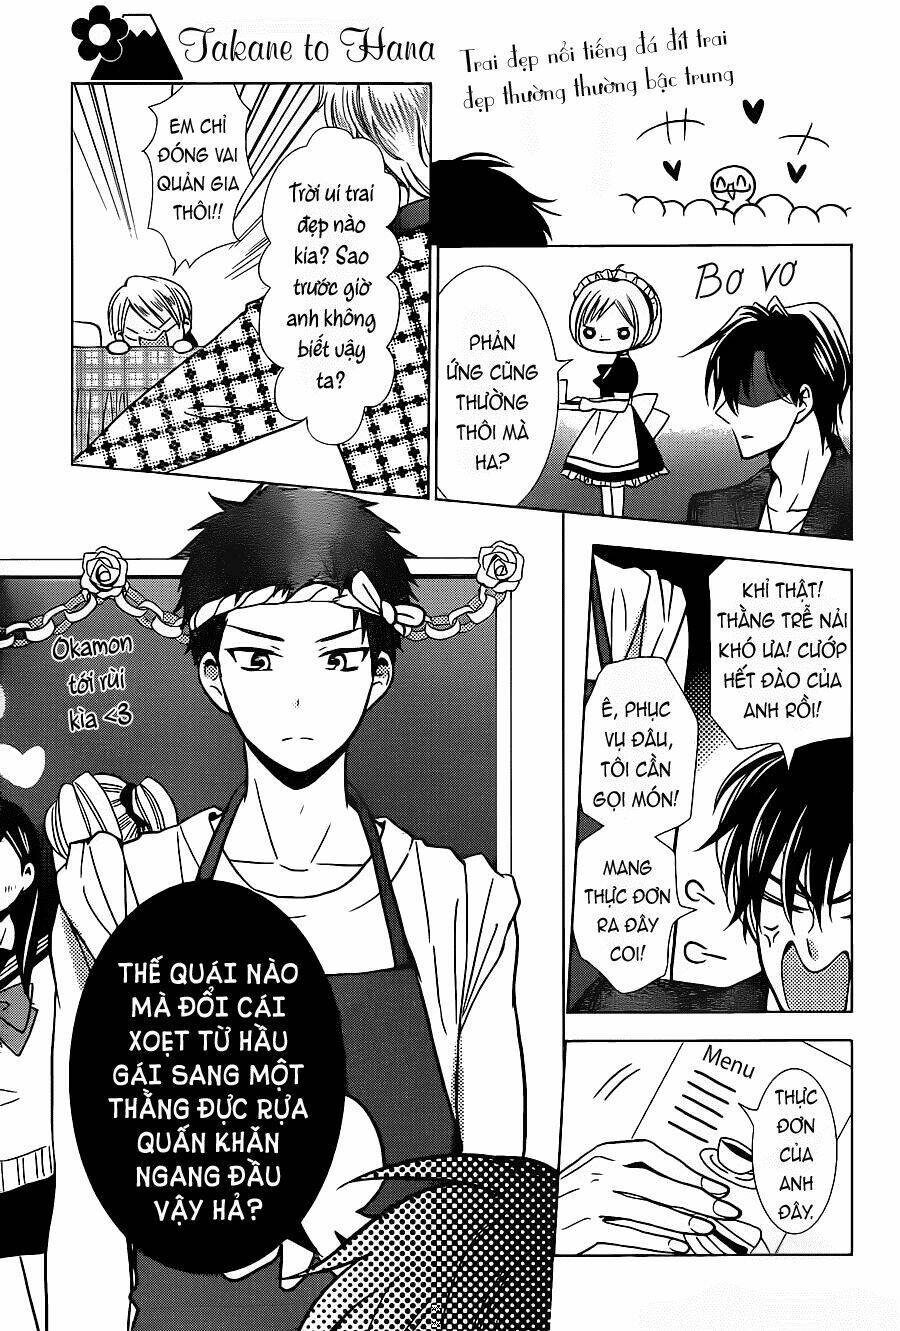 Takane to Hana
Trai đẹp nổi tiếng đá đít trai
đẹp thường thường bậc trung
EM CHỈ
ĐÓNG VAI
QUẢN GIA
THÔI!!
Trời ui trai
đẹp nào
kía? Sao
trước giờ
anh không
biết vậy
ta?
PHẢN
ỨNG CŨNG
THƯỜNG
THÔI MÀ
HA?
Bơ vơ
KHỈ THẬT!
THẰNG TRỄ NẢI
KHÓ ƯA! CƯỚP
HẾT ĐÀO CỦA
ANH RỒI!
Ê, PHỤC
VỤ ĐÂU,
TÔI CẦN
GỌI MÓN!
MANG
THỰC ĐƠN
RA ĐÂY
COI!
Okamon
tới rùi
kìa <3
THẾ QUÁI NÀO
MÀ ĐỔI CÁI
XOẸT TỪ HẦU
GÁI SANG MỘT
THẰNG ĐỰC RỰA
QUẤN KHĂN
NGANG ĐẦU
VẬY HẢ?
Menu
THỰC
ĐƠN
CỦA
ANH
ĐÂY.